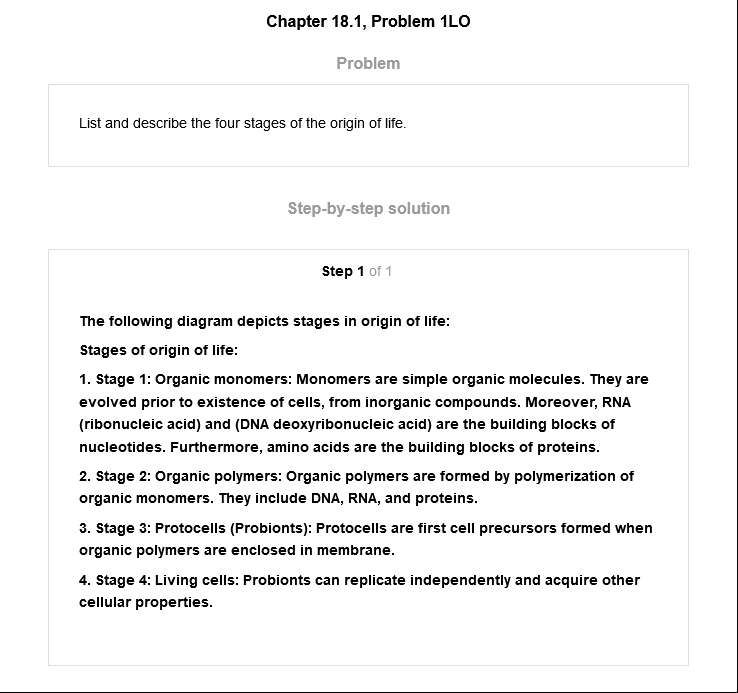 Chapter 18.1, Problem 1LO
Problem
List and describe the four stages of the origin of life.
Step-by-step solution
Step 1 of 1
The following diagram depicts stages in origin of life:
Stages of origin of life:
1. Stage 1: Organic monomers: Monomers are simple organic molecules. They are
evolved prior to existence of cells, from inorganic compounds. Moreover, RNA
(ribonucleic acid) and (DNA deoxyribonucleic acid) are the building blocks of
nucleotides. Furthermore, amino acids are the building blocks of proteins.
2. Stage 2: Organic polymers: Organic polymers are formed by polymerization of
organic monomers. They include DNA, RNA, and proteins.
3. Stage 3: Protocells (Probionts): Protocells are first cell precursors formed when
organic polymers are enclosed in membrane.
4. Stage 4: Living cells: Probionts can replicate independently and acquire other
cellular properties.